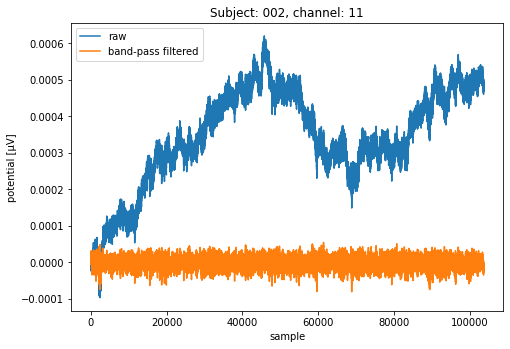 Subject: 002, channel: 11
raw
band-pass filtered
potential [µV]
0.0006
0.0005
0.0004
0.0003
0.0002
0.0001
0.0000
−0.0001
0
20000
40000
60000
80000
100000
sample